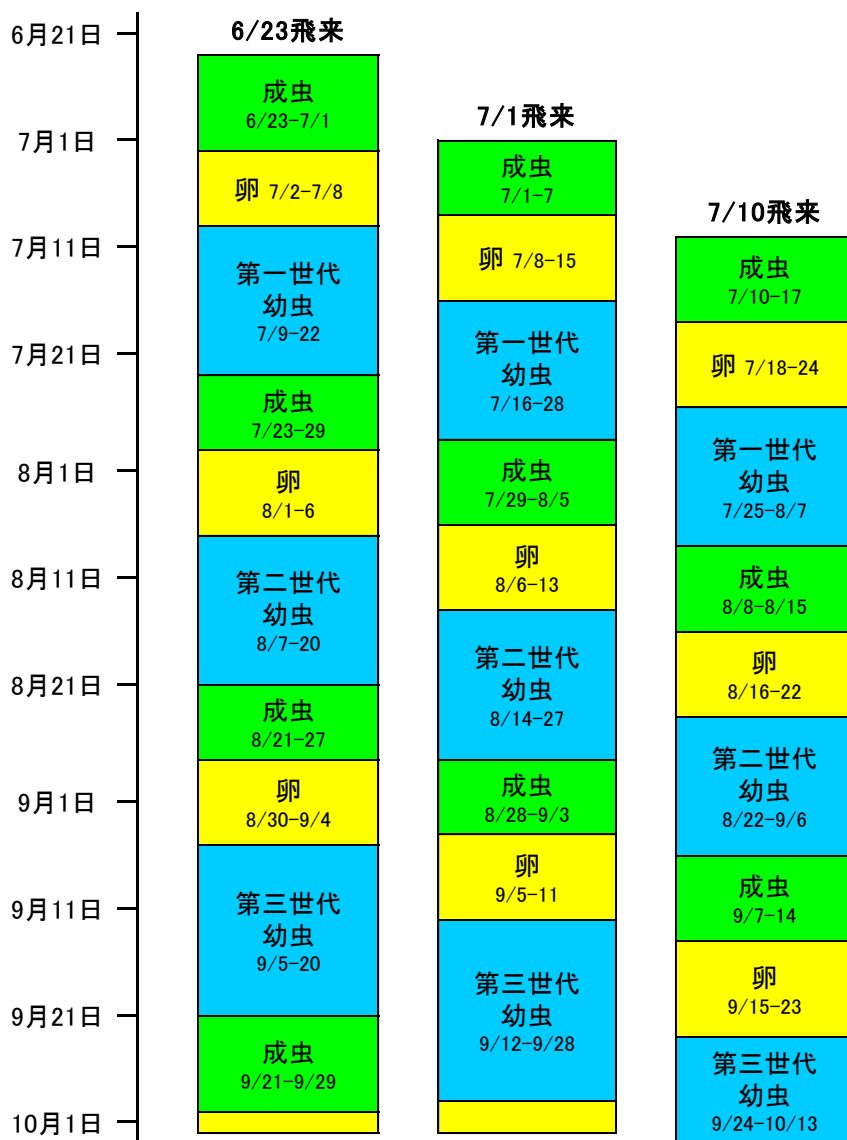 6月21日
7月1日
7月11日
7月21日
8月1日
8月11日
8月21日
9月1日
9月11日
9月21日
10月1日
6/23飛来
成虫
6/23-7/1
卵 7/2-7/8
第一世代
幼虫
7/9-22
成虫
7/23-29
卵
8/1-6
第二世代
幼虫
8/7-20
成虫
8/21-27
卵
8/30-9/4
第三世代
幼虫
9/5-20
成虫
9/21-9/29
7/1飛来
成虫
7/1-7
卵 7/8-15
第一世代
幼虫
7/16-28
成虫
7/29-8/5
卵
8/6-13
第二世代
幼虫
8/14-27
成虫
8/28-9/3
卵
9/5-11
第三世代
幼虫
9/12-9/28
7/10飛来
成虫
7/10-17
卵 7/18-24
第一世代
幼虫
7/25-8/7
成虫
8/8-8/15
卵
8/16-22
第二世代
幼虫
8/22-9/6
成虫
9/7-14
卵
9/15-23
第三世代
幼虫
9/24-10/13